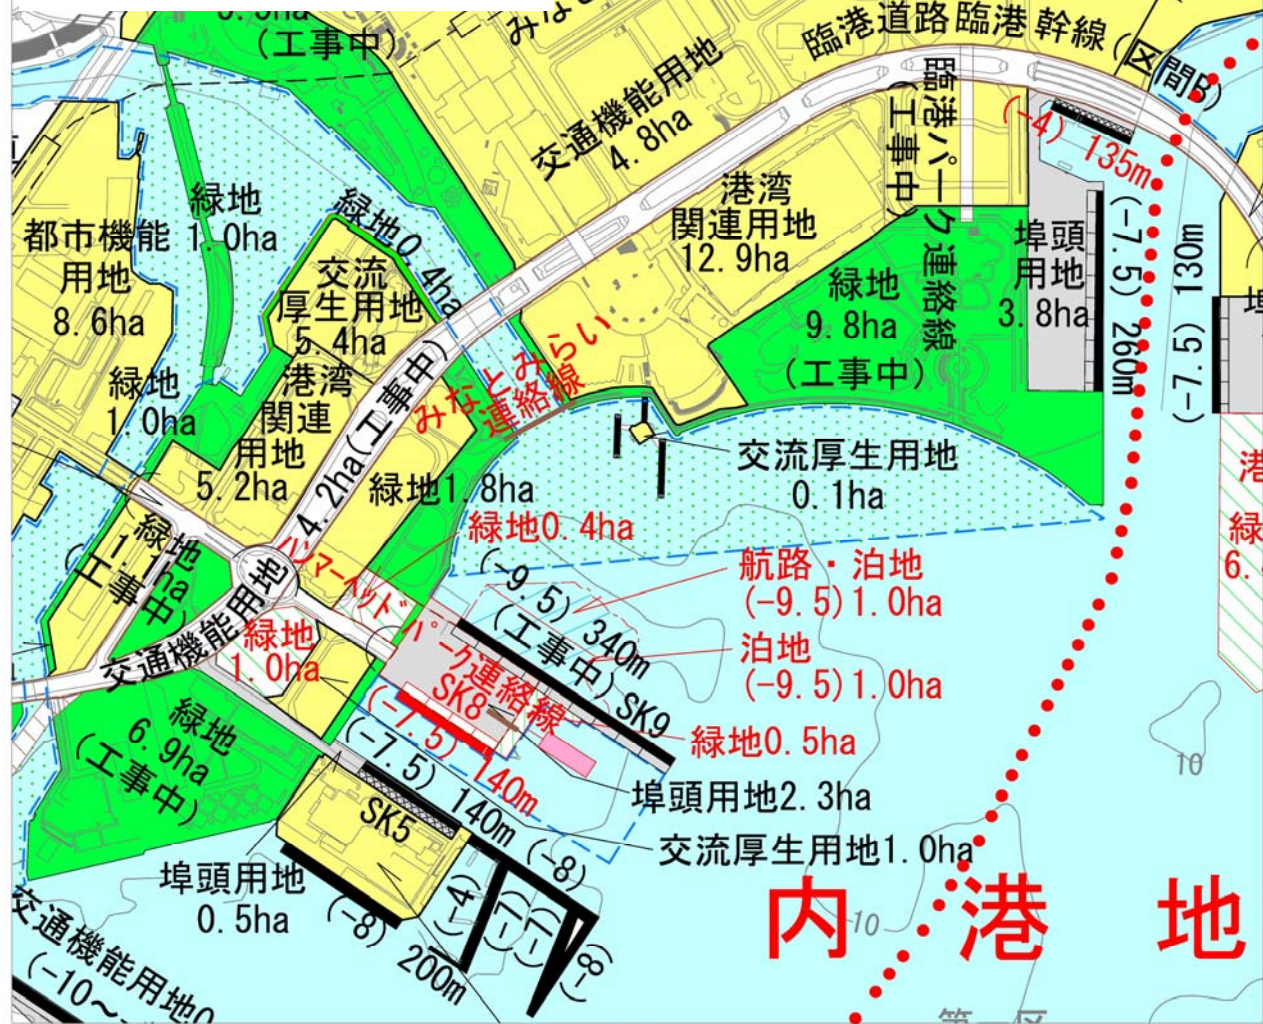 (工事中)
交通機能用地
4.8ha
臨港道路臨港幹線(区間B)
臨港パーク連絡線
(工事中)
(-4) 135m
緑地
1.0ha
緑地0.4ha
都市機能
用地
8.6ha
交流
厚生用地
5.4ha
港湾
関連用地
12.9ha
緑地
9.8ha
(工事中)
埠頭
用地
3.8ha
(-7.5) 260m
(-7.5) 130m
緑地
1.0ha
港湾
関連
用地
5.2ha
みなとみらい
連絡線
交流厚生用地
0.1ha
緑地1.8ha
緑地0.4ha
緑地
1.1ha
(工事中)
交通機能用地 4.2ha(工事中)
ハンマーヘッドパーク連絡線
(-9.5) 340m
(工事中)
SK9
航路・泊地
(-9.5)1.0ha
泊地
(-9.5)1.0ha
緑地
1.0ha
SK8
(-7.5) 140m
(-7.5) 140m
緑地0.5ha
埠頭用地2.3ha
交流厚生用地1.0ha
緑地
6.9ha
(工事中)
SK5
埠頭用地
0.5ha
(-8) 200m
(-4)
(-7)
(-7)
(-8)
(-8)
交通機能用地
内港地
10
10